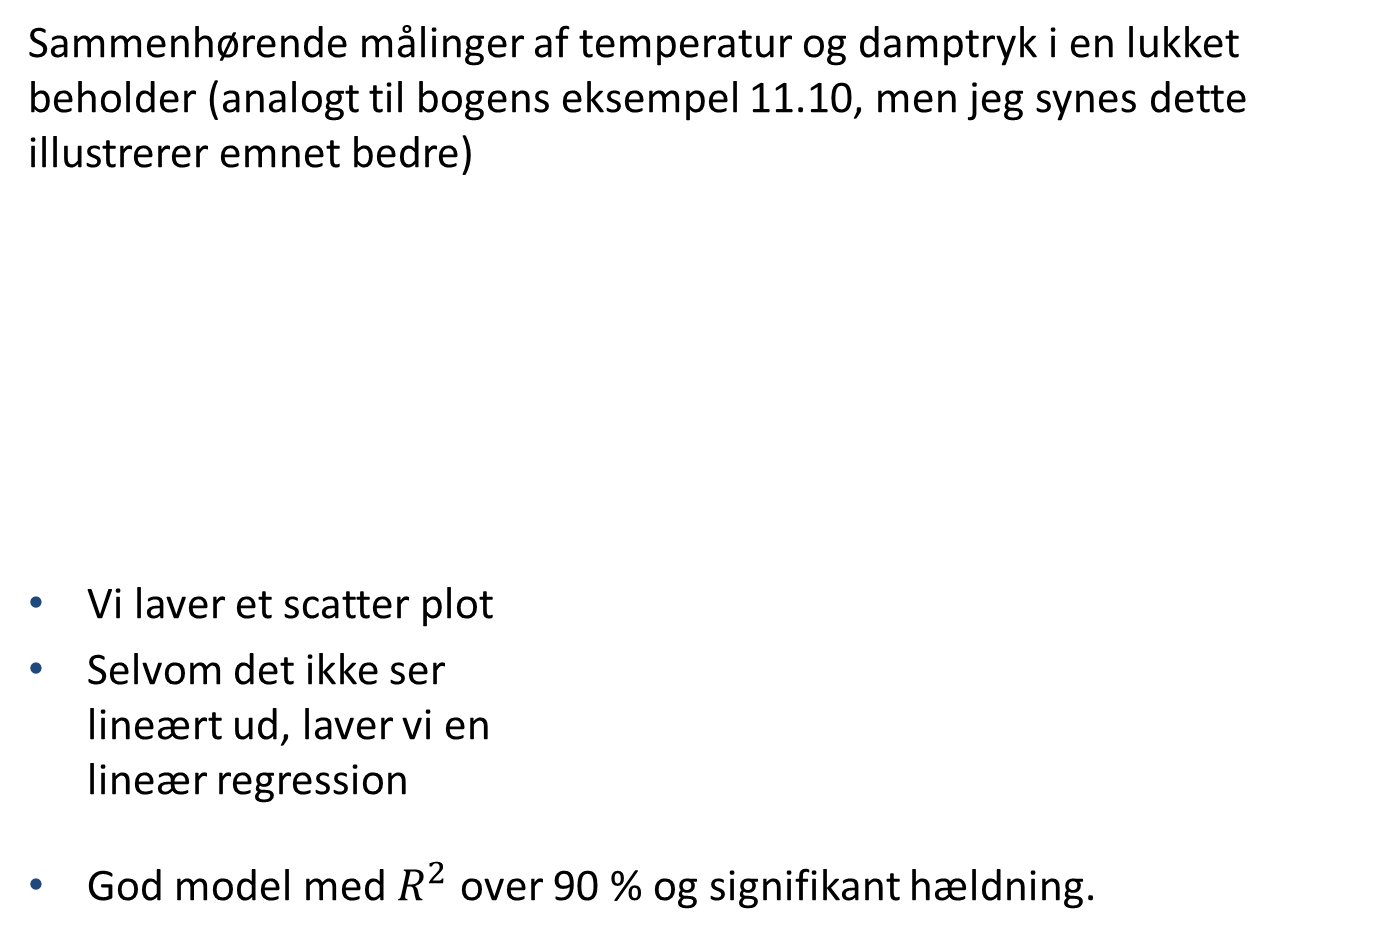 Sammenhørende målinger af temperatur og damptryk i en lukket
beholder (analogt til bogens eksempel 11.10, men jeg synes dette
illustrerer emnet bedre)
• Vi laver et scatter plot
• Selvom det ikke ser
lineært ud, laver vi en
lineær regression
• God model med R² over 90 % og signifikant hældning.